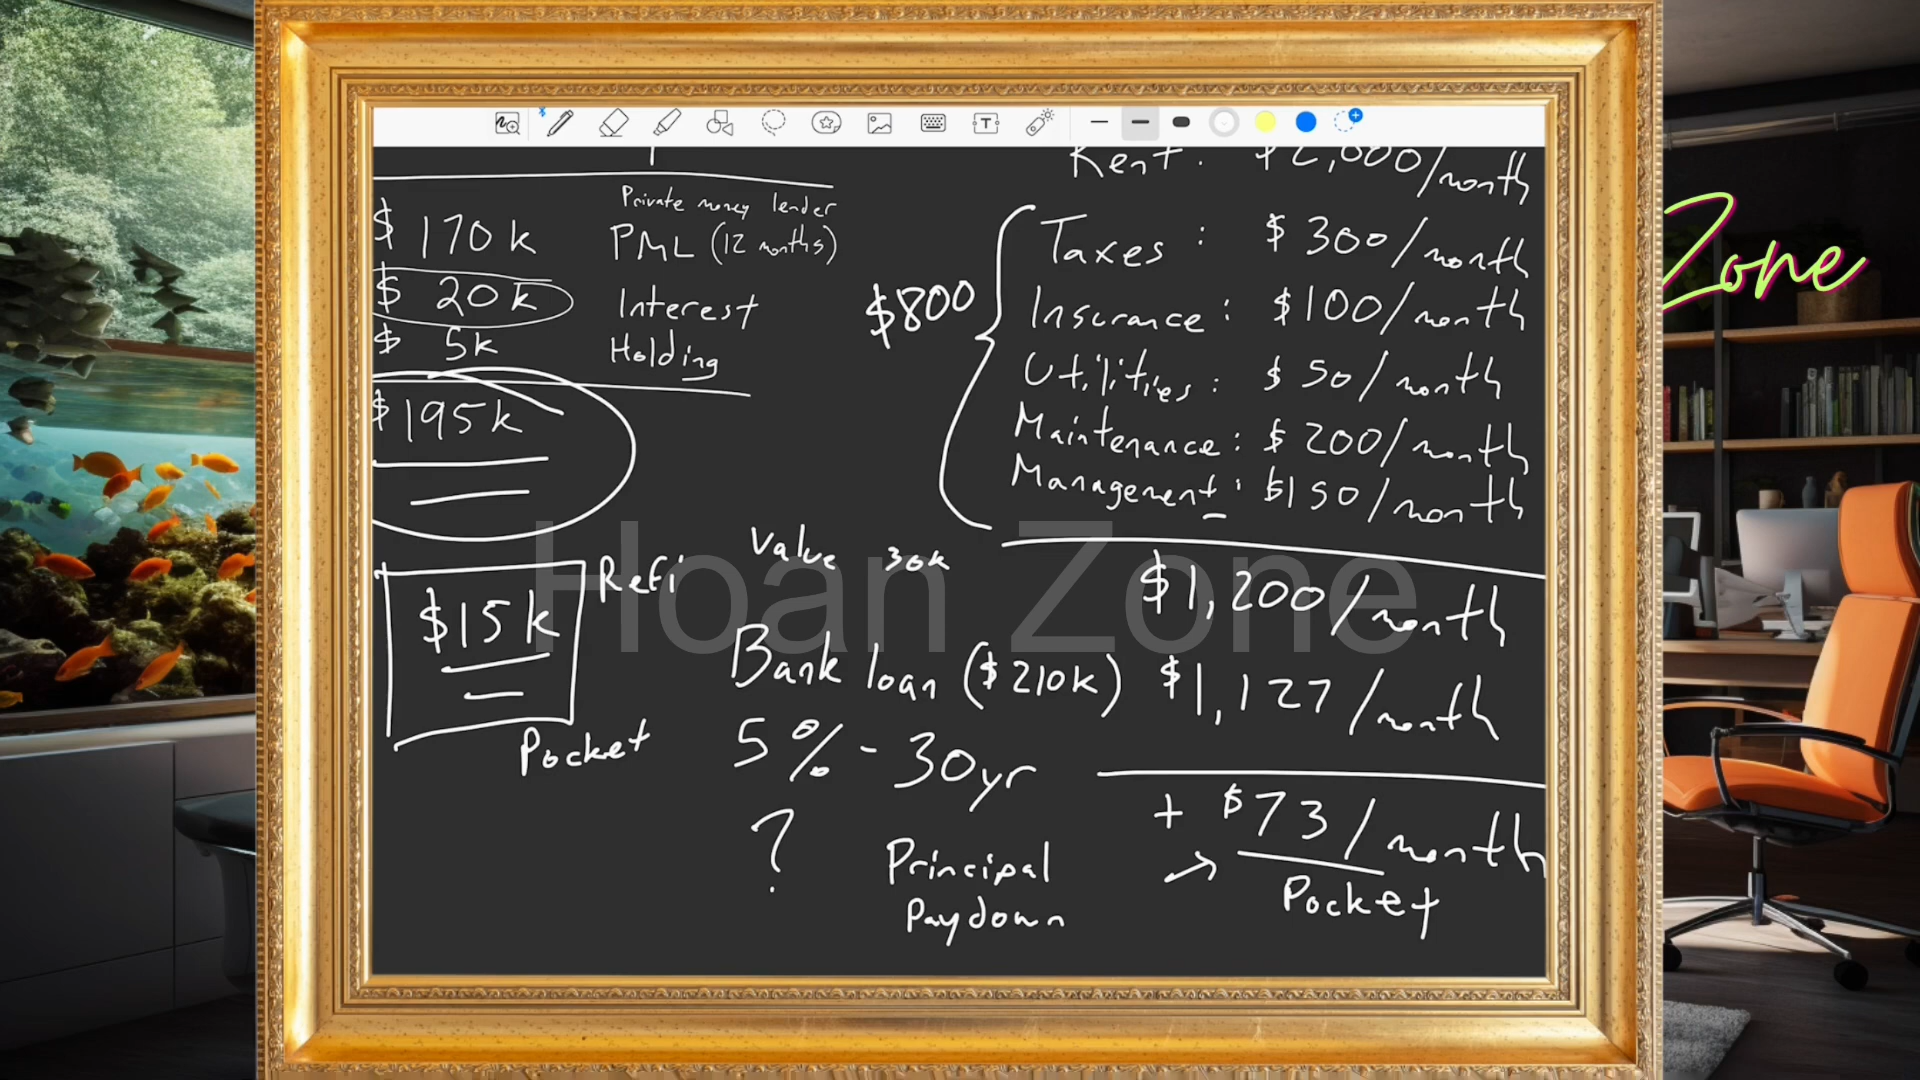 Private money lender
$ 170k PML (12 months)
$ 20k Interest
$ 5k Holding
$195k
$15k Refi
Pocket
Rent : $2,000/month
$800
Taxes : $300/month
Insurance : $100/month
Utilities : $50/month
Maintenance : $200/month
Management : $150/month
Value 30k
$1,200/month
Bank loan ($210k) $1,127/month
5% - 30yr
?
+ $73/month
Principal
Paydown
Pocket
T
Hoan Zone
Zone